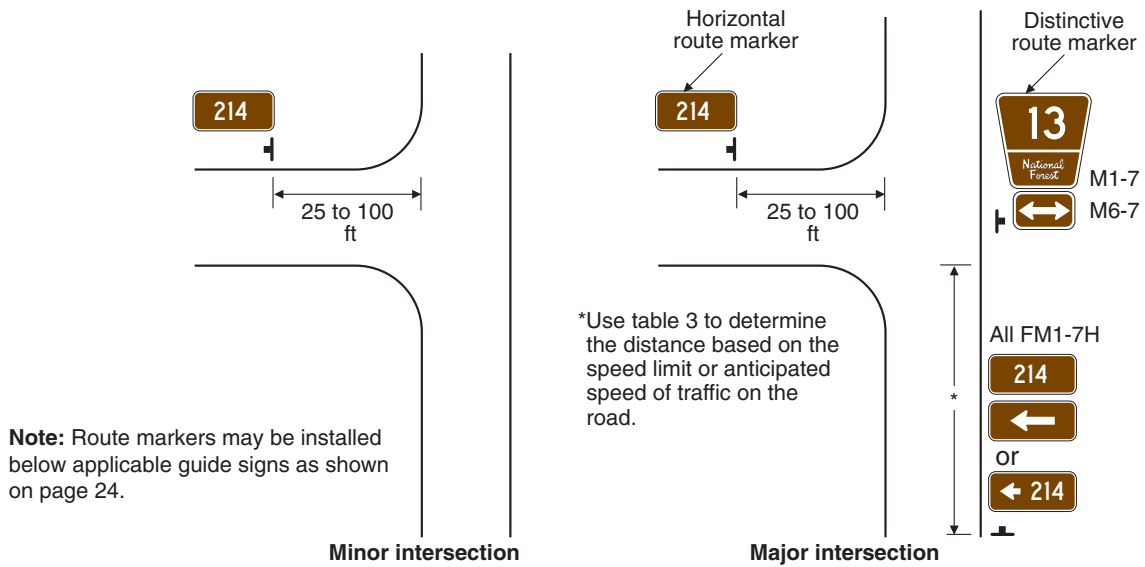 214
25 to 100
ft
Note: Route markers may be installed
below applicable guide signs as shown
on page 24.
Minor intersection
Horizontal
route marker
214
25 to 100
ft
*Use table 3 to determine
the distance based on the
speed limit or anticipated
speed of traffic on the
road.
Distinctive
route marker
13
National
Forest
M1-7
M6-7
*
All FM1-7H
214
or
214
Major intersection